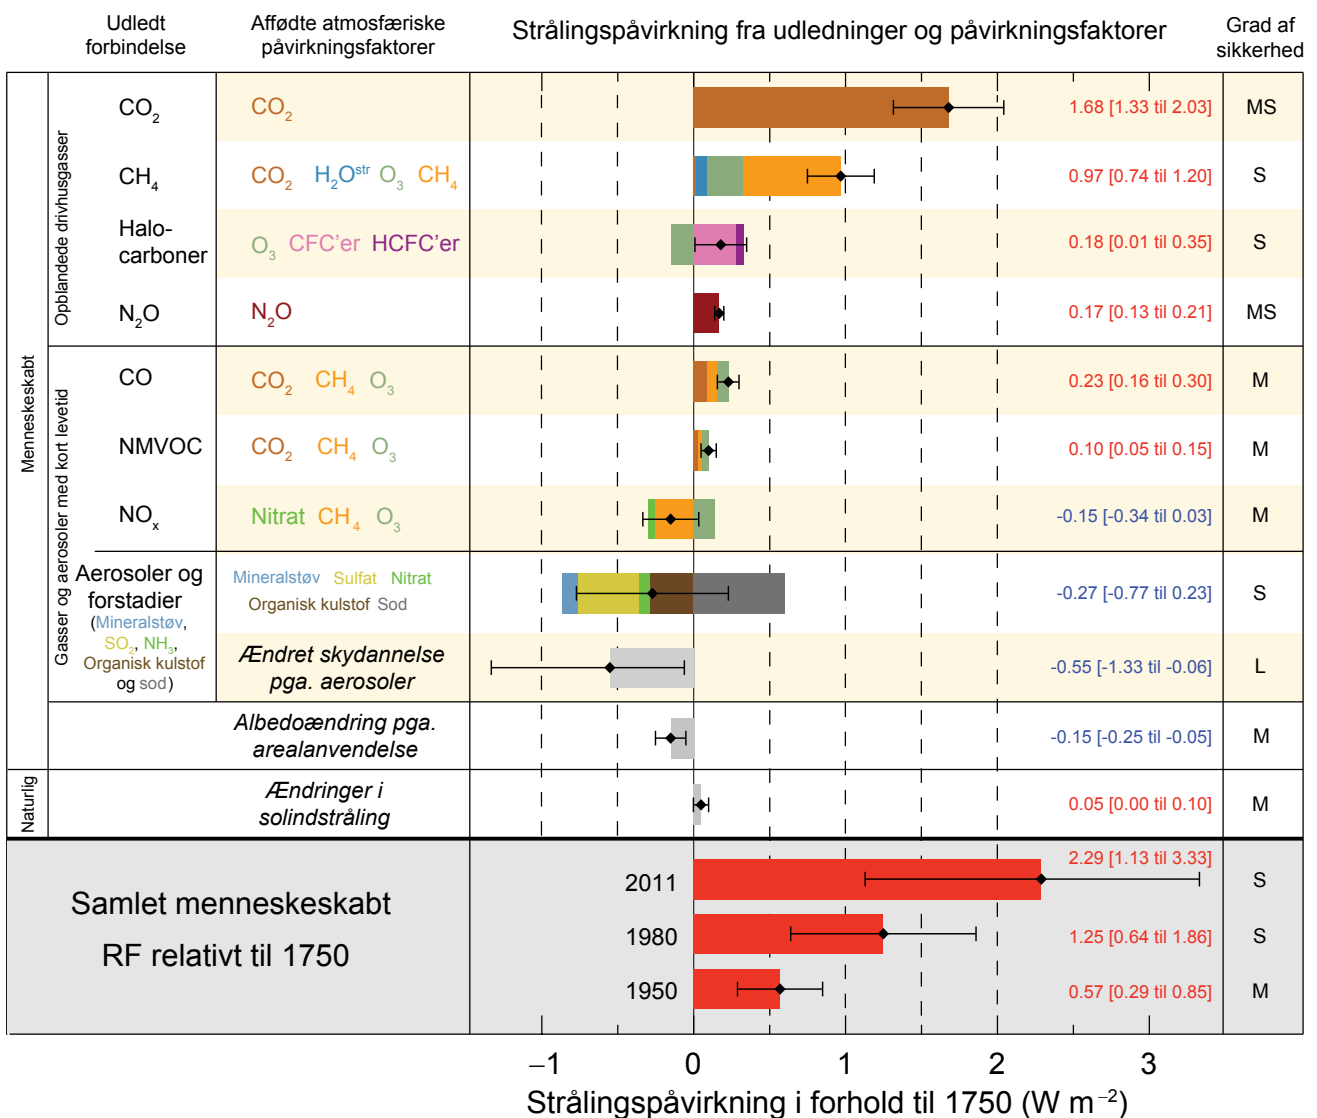 Udledt
forbindelse
Affødte atmosfæriske
påvirkningsfaktorer
Strålingspåvirkning fra udledninger og påvirkningsfaktorer
Grad af
sikkerhed
Menneskeskabt
Opblandede drivhusgasser
CO₂
CO₂
1.68 [1.33 til 2.03]
MS
CH₄
CO₂ H₂Oˢᵗʳ O₃ CH₄
0.97 [0.74 til 1.20]
S
Halo-
carboner
O₃ CFC'er HCFC'er
0.18 [0.01 til 0.35]
S
N₂O
N₂O
0.17 [0.13 til 0.21]
MS
Gasser og aerosoler med kort levetid
CO
CO₂ CH₄ O₃
0.23 [0.16 til 0.30]
M
NMVOC
CO₂ CH₄ O₃
0.10 [0.05 til 0.15]
M
NOₓ
Nitrat CH₄ O₃
-0.15 [-0.34 til 0.03]
M
Aerosoler og
forstadier
(Mineralstøv,
SO₂, NH₃,
Organisk kulstof
og sod)
Mineralstøv Sulfat Nitrat
Organisk kulstof Sod
-0.27 [-0.77 til 0.23]
S
Ændret skydannelse
pga. aerosoler
-0.55 [-1.33 til -0.06]
L
Albedoændring pga.
arealanvendelse
-0.15 [-0.25 til -0.05]
M
Naturlig
Ændringer i
solindstråling
0.05 [0.00 til 0.10]
M
Samlet menneskeskabt
RF relativt til 1750
2011
2.29 [1.13 til 3.33]
S
1980
1.25 [0.64 til 1.86]
S
1950
0.57 [0.29 til 0.85]
M
−1 0 1 2 3
Strålingspåvirkning i forhold til 1750 (W m⁻²)